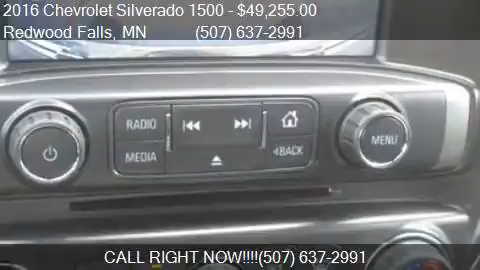 2016 Chevrolet Silverado 1500 - $49,255.00
Redwood Falls, MN (507) 637-2991
RADIO
MEDIA
BACK
MENU
CALL RIGHT NOW!!!!(507) 637-2991